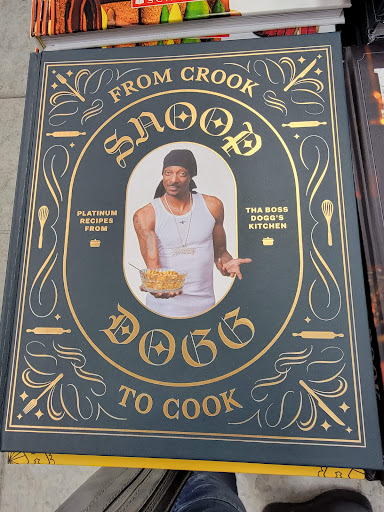 FROM CROOK
SNOOP
PLATINUM
RECIPES
FROM
THA BOSS
DOGG'S
KITCHEN
DOGG
TO COOK